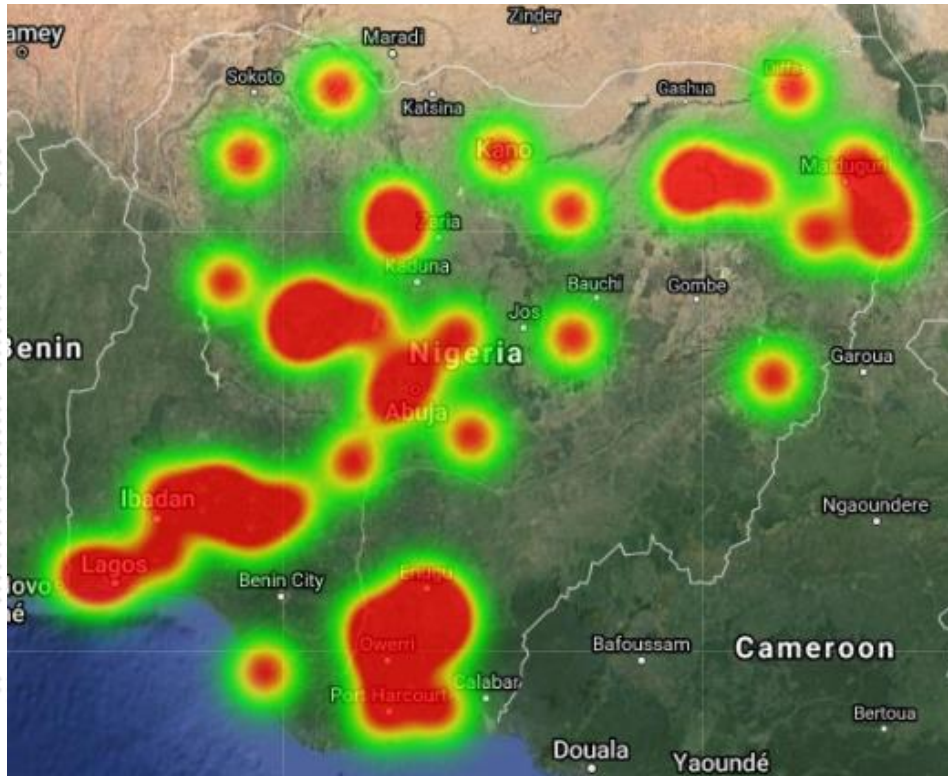 Zinder
amey
Maradi
Sokoto
Katsina
Gashua
Diffa
Kano
Maiduguri
Zaria
Kaduna
Bauchi
Gombe
Jos
Benin
Nigeria
Garoua
Abuja
Ibadan
Ngaoundere
Lagos
Enugu
Benin City
ovo
Owerri
Bafoussam
Cameroon
Port Harcourt
Calabar
Bertoua
Douala
Yaoundé